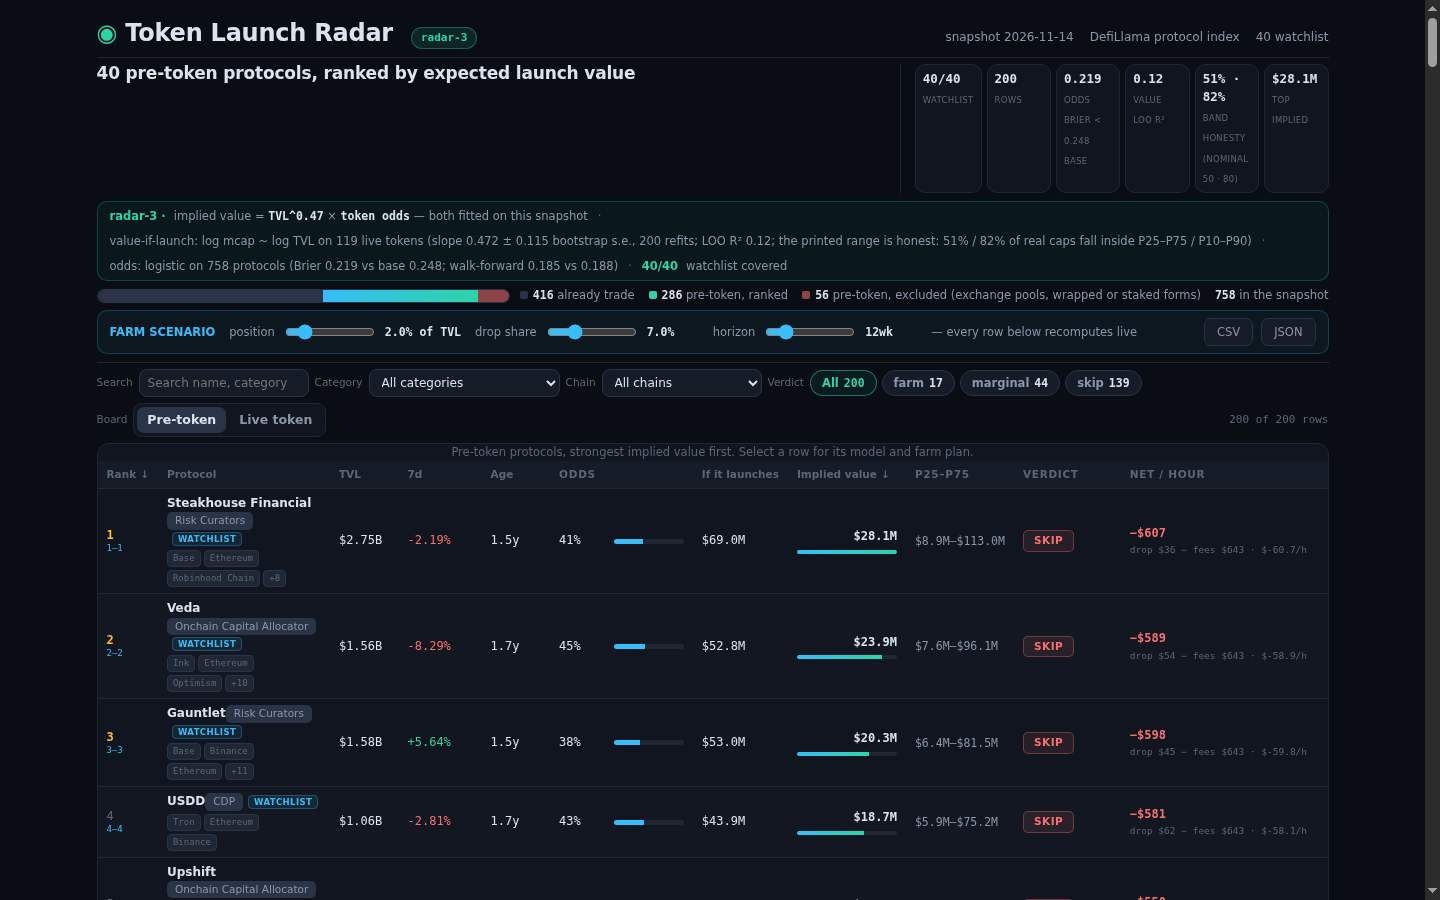 ◉ Token Launch Radar radar-3 snapshot 2026-11-14 DefiLlama protocol index 40 watchlist
40 pre-token protocols, ranked by expected launch value
40/40 WATCHLIST
200 ROWS
0.219 ODDS BRIER < 0.248 BASE
0.12 VALUE LOO R²
51% · 82% BAND HONESTY (NOMINAL 50 · 80)
$28.1M TOP IMPLIED
radar-3 · implied value = TVL^0.47 × token odds — both fitted on this snapshot ·
value-if-launch: log mcap ~ log TVL on 119 live tokens (slope 0.472 ± 0.115 bootstrap s.e., 200 refits; LOO R² 0.12; the printed range is honest: 51% / 82% of real caps fall inside P25–P75 / P10–P90) ·
odds: logistic on 758 protocols (Brier 0.219 vs base 0.248; walk-forward 0.185 vs 0.188) · 40/40 watchlist covered
416 already trade 286 pre-token, ranked 56 pre-token, excluded (exchange pools, wrapped or staked forms) 758 in the snapshot
FARM SCENARIO position 2.0% of TVL drop share 7.0% horizon 12wk — every row below recomputes live CSV JSON
Search Search name, category Category All categories Chain All chains Verdict All 200 farm 17 marginal 44 skip 139
Board Pre-token Live token 200 of 200 rows
Pre-token protocols, strongest implied value first. Select a row for its model and farm plan.
Rank ↓ Protocol TVL 7d Age ODDS If it launches Implied value ↓ P25–P75 VERDICT NET / HOUR
Steakhouse Financial
Risk Curators
WATCHLIST
Base Ethereum
Robinhood Chain +8
1 $2.75B -2.19% 1.5y 41% $69.0M $28.1M $8.9M–$113.0M SKIP −$607
1–1 drop $36 − fees $643 · $-60.7/h
Veda
Onchain Capital Allocator
WATCHLIST
Ink Ethereum
Optimism +10
2 $1.56B -8.29% 1.7y 45% $52.8M $23.9M $7.6M–$96.1M SKIP −$589
2–2 drop $54 − fees $643 · $-58.9/h
Gauntlet Risk Curators
WATCHLIST
Base Binance
Ethereum +11
3 $1.58B +5.64% 1.5y 38% $53.0M $20.3M $6.4M–$81.5M SKIP −$598
3–3 drop $45 − fees $643 · $-59.8/h
USDD CDP WATCHLIST
Tron Ethereum
Binance
4 $1.06B -2.81% 1.7y 43% $43.9M $18.7M $5.9M–$75.2M SKIP −$581
4–4 drop $62 − fees $643 · $-58.1/h
Upshift
Onchain Capital Allocator